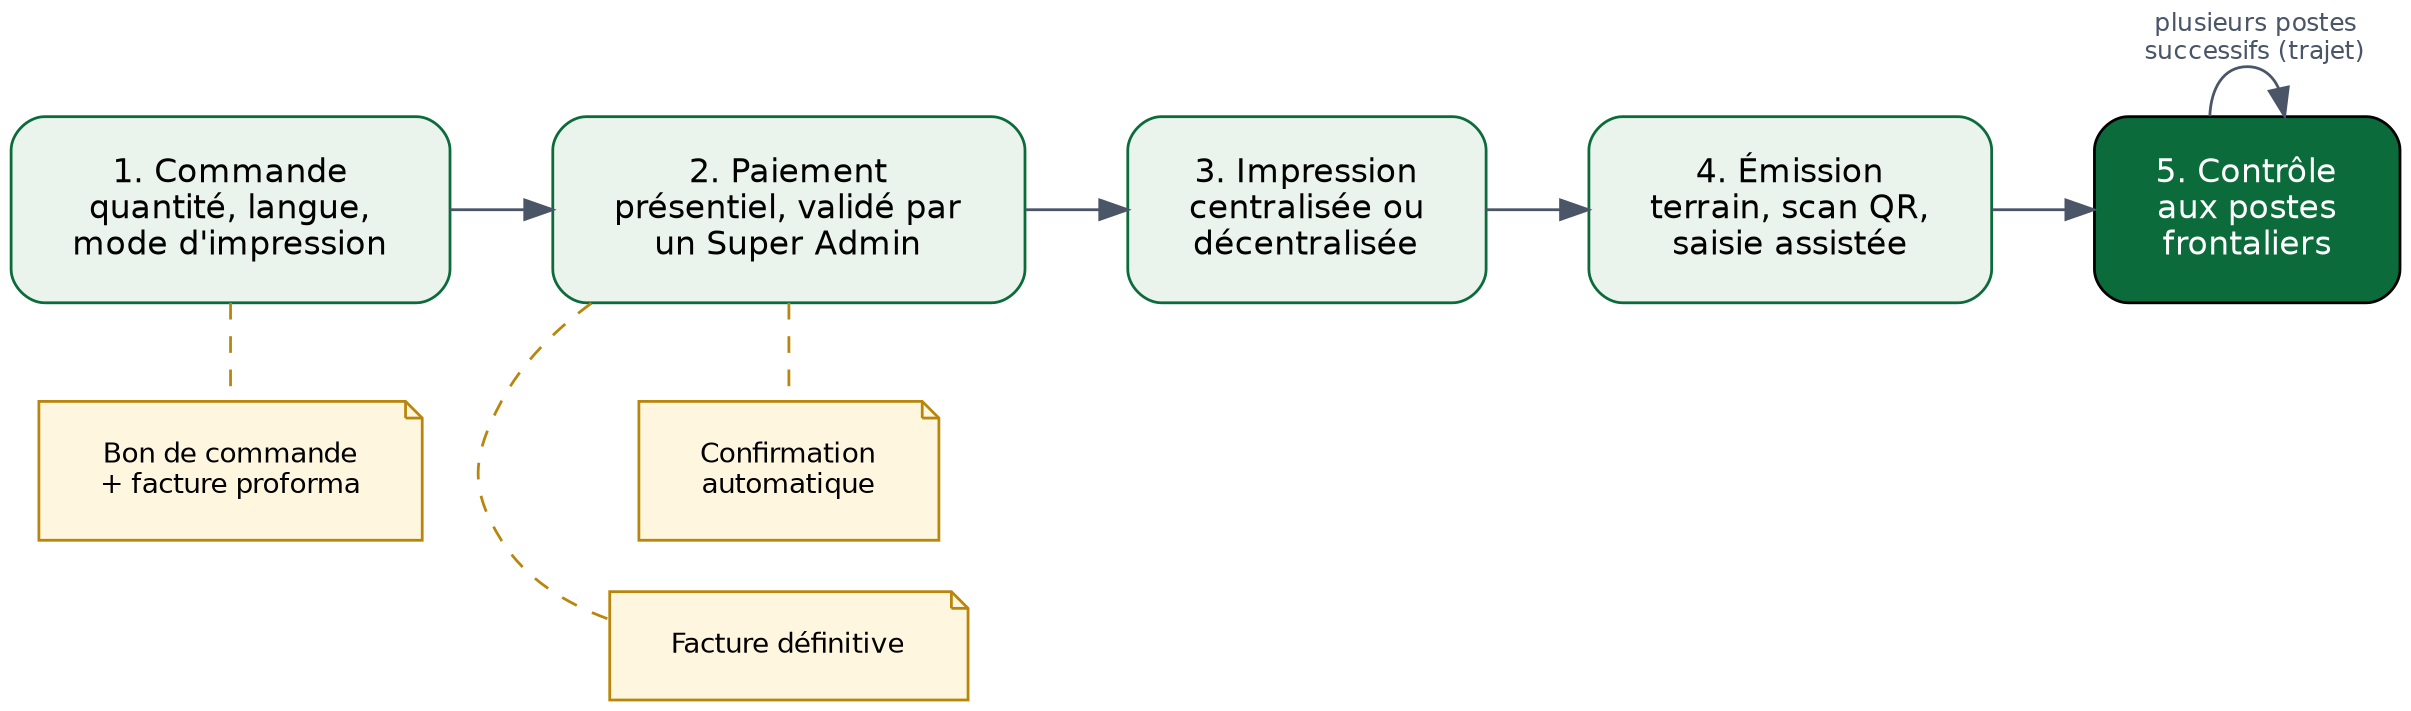 plusieurs postes
successifs (trajet)
1. Commande
quantité, langue,
mode d'impression
2. Paiement
présentiel, validé par
un Super Admin
3. Impression
centralisée ou
décentralisée
4. Émission
terrain, scan QR,
saisie assistée
5. Contrôle
aux postes
frontaliers
Bon de commande
+ facture proforma
Confirmation
automatique
Facture définitive